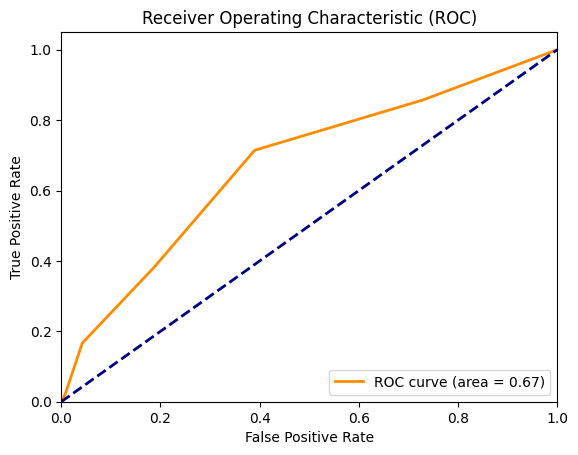 Receiver Operating Characteristic (ROC)
True Positive Rate
1.0
0.8
0.6
0.4
0.2
0.0
ROC curve (area = 0.67)
0.0 0.2 0.4 0.6 0.8 1.0
False Positive Rate